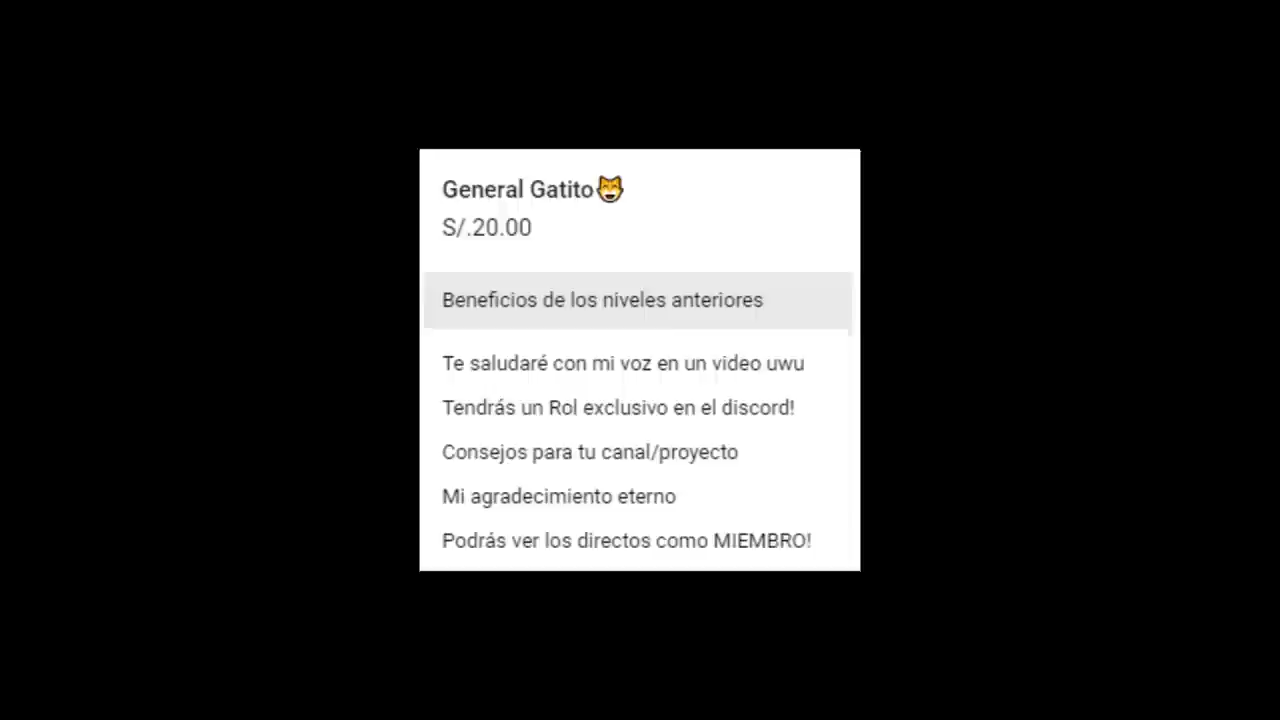 General Gatito😸
S/.20.00
Beneficios de los niveles anteriores
Te saludaré con mi voz en un video uwu
Tendrás un Rol exclusivo en el discord!
Consejos para tu canal/proyecto
Mi agradecimiento eterno
Podrás ver los directos como MIEMBRO!